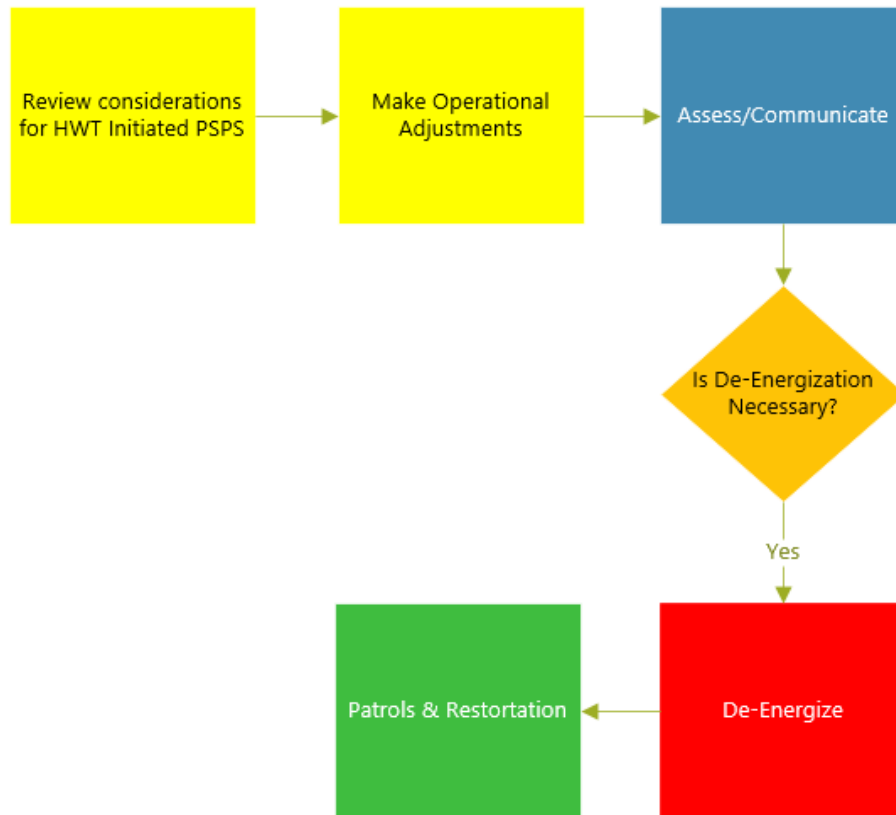 Review considerations
for HWT Initiated PSPS
Make Operational
Adjustments
Assess/Communicate
Is De-Energization
Necessary?
Yes
De-Energize
Patrols & Restortation